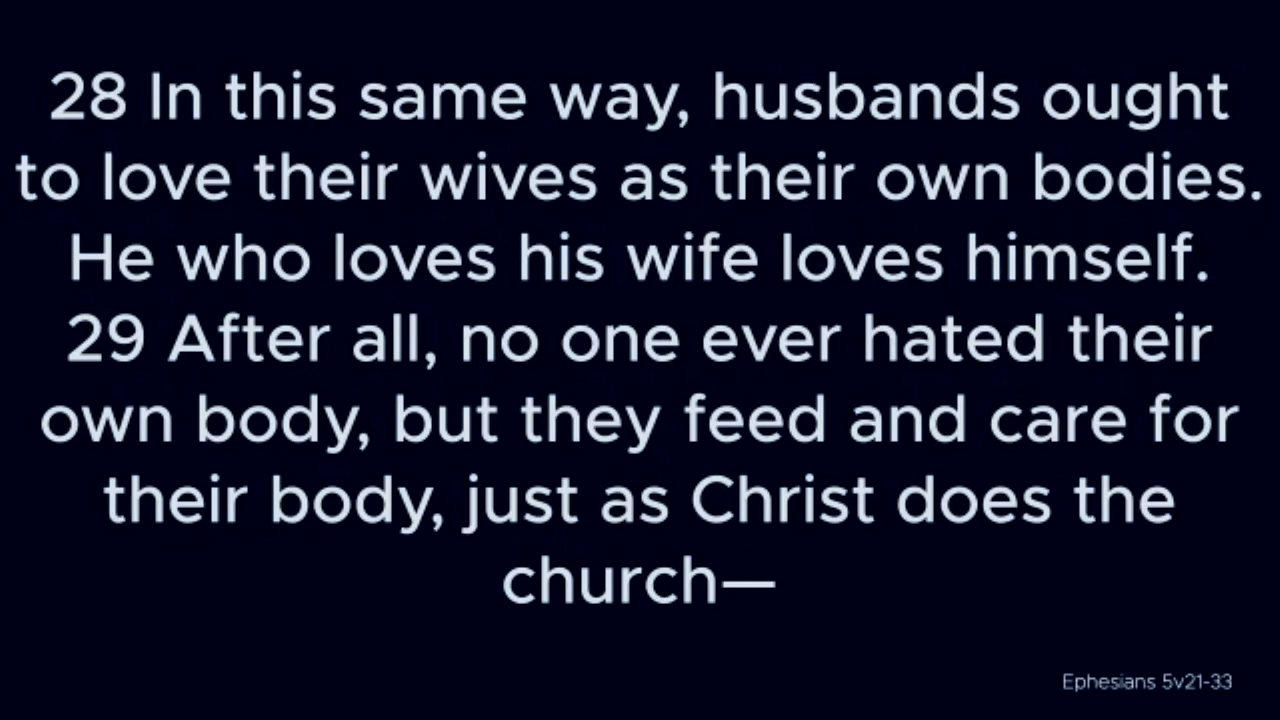 28 In this same way, husbands ought
to love their wives as their own bodies.
He who loves his wife loves himself.
29 After all, no one ever hated their
own body, but they feed and care for
their body, just as Christ does the
church—
Ephesians 5v21-33